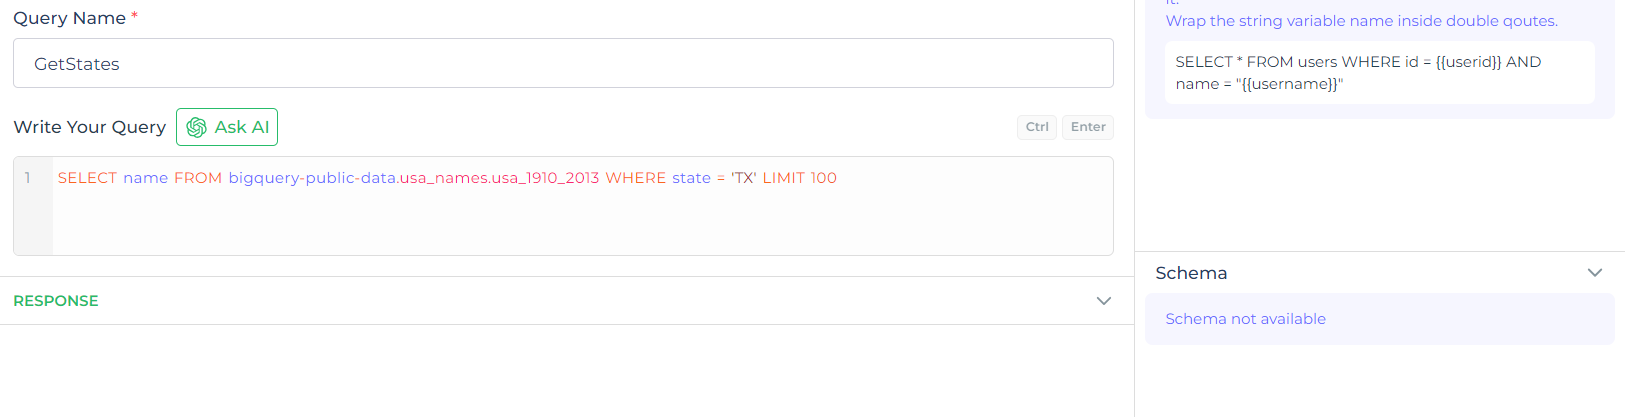 Query Name *
GetStates
Write Your Query
Ask AI
Ctrl
Enter
1
SELECT name FROM bigquery-public-data.usa_names.usa_1910_2013 WHERE state = 'TX' LIMIT 100
RESPONSE
it.
Wrap the string variable name inside double qoutes.
SELECT * FROM users WHERE id = {{userid}} AND
name = "{{username}}"
Schema
Schema not available